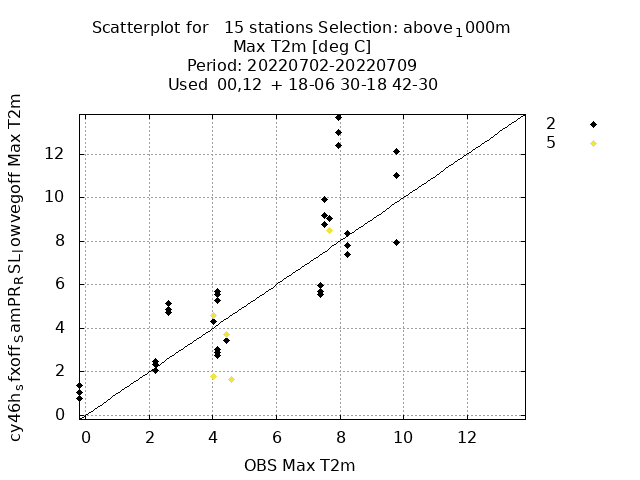 Scatterplot for 15 stations Selection: above₁000m
Max T2m [deg C]
Period: 20220702-20220709
Used 00,12 + 18-06 30-18 42-30
cy46hₛfxoffₛamPRᵣSLₗowvegoff Max T2m
12
10
8
6
4
2
0
0 2 4 6 8 10 12
OBS Max T2m
2
5